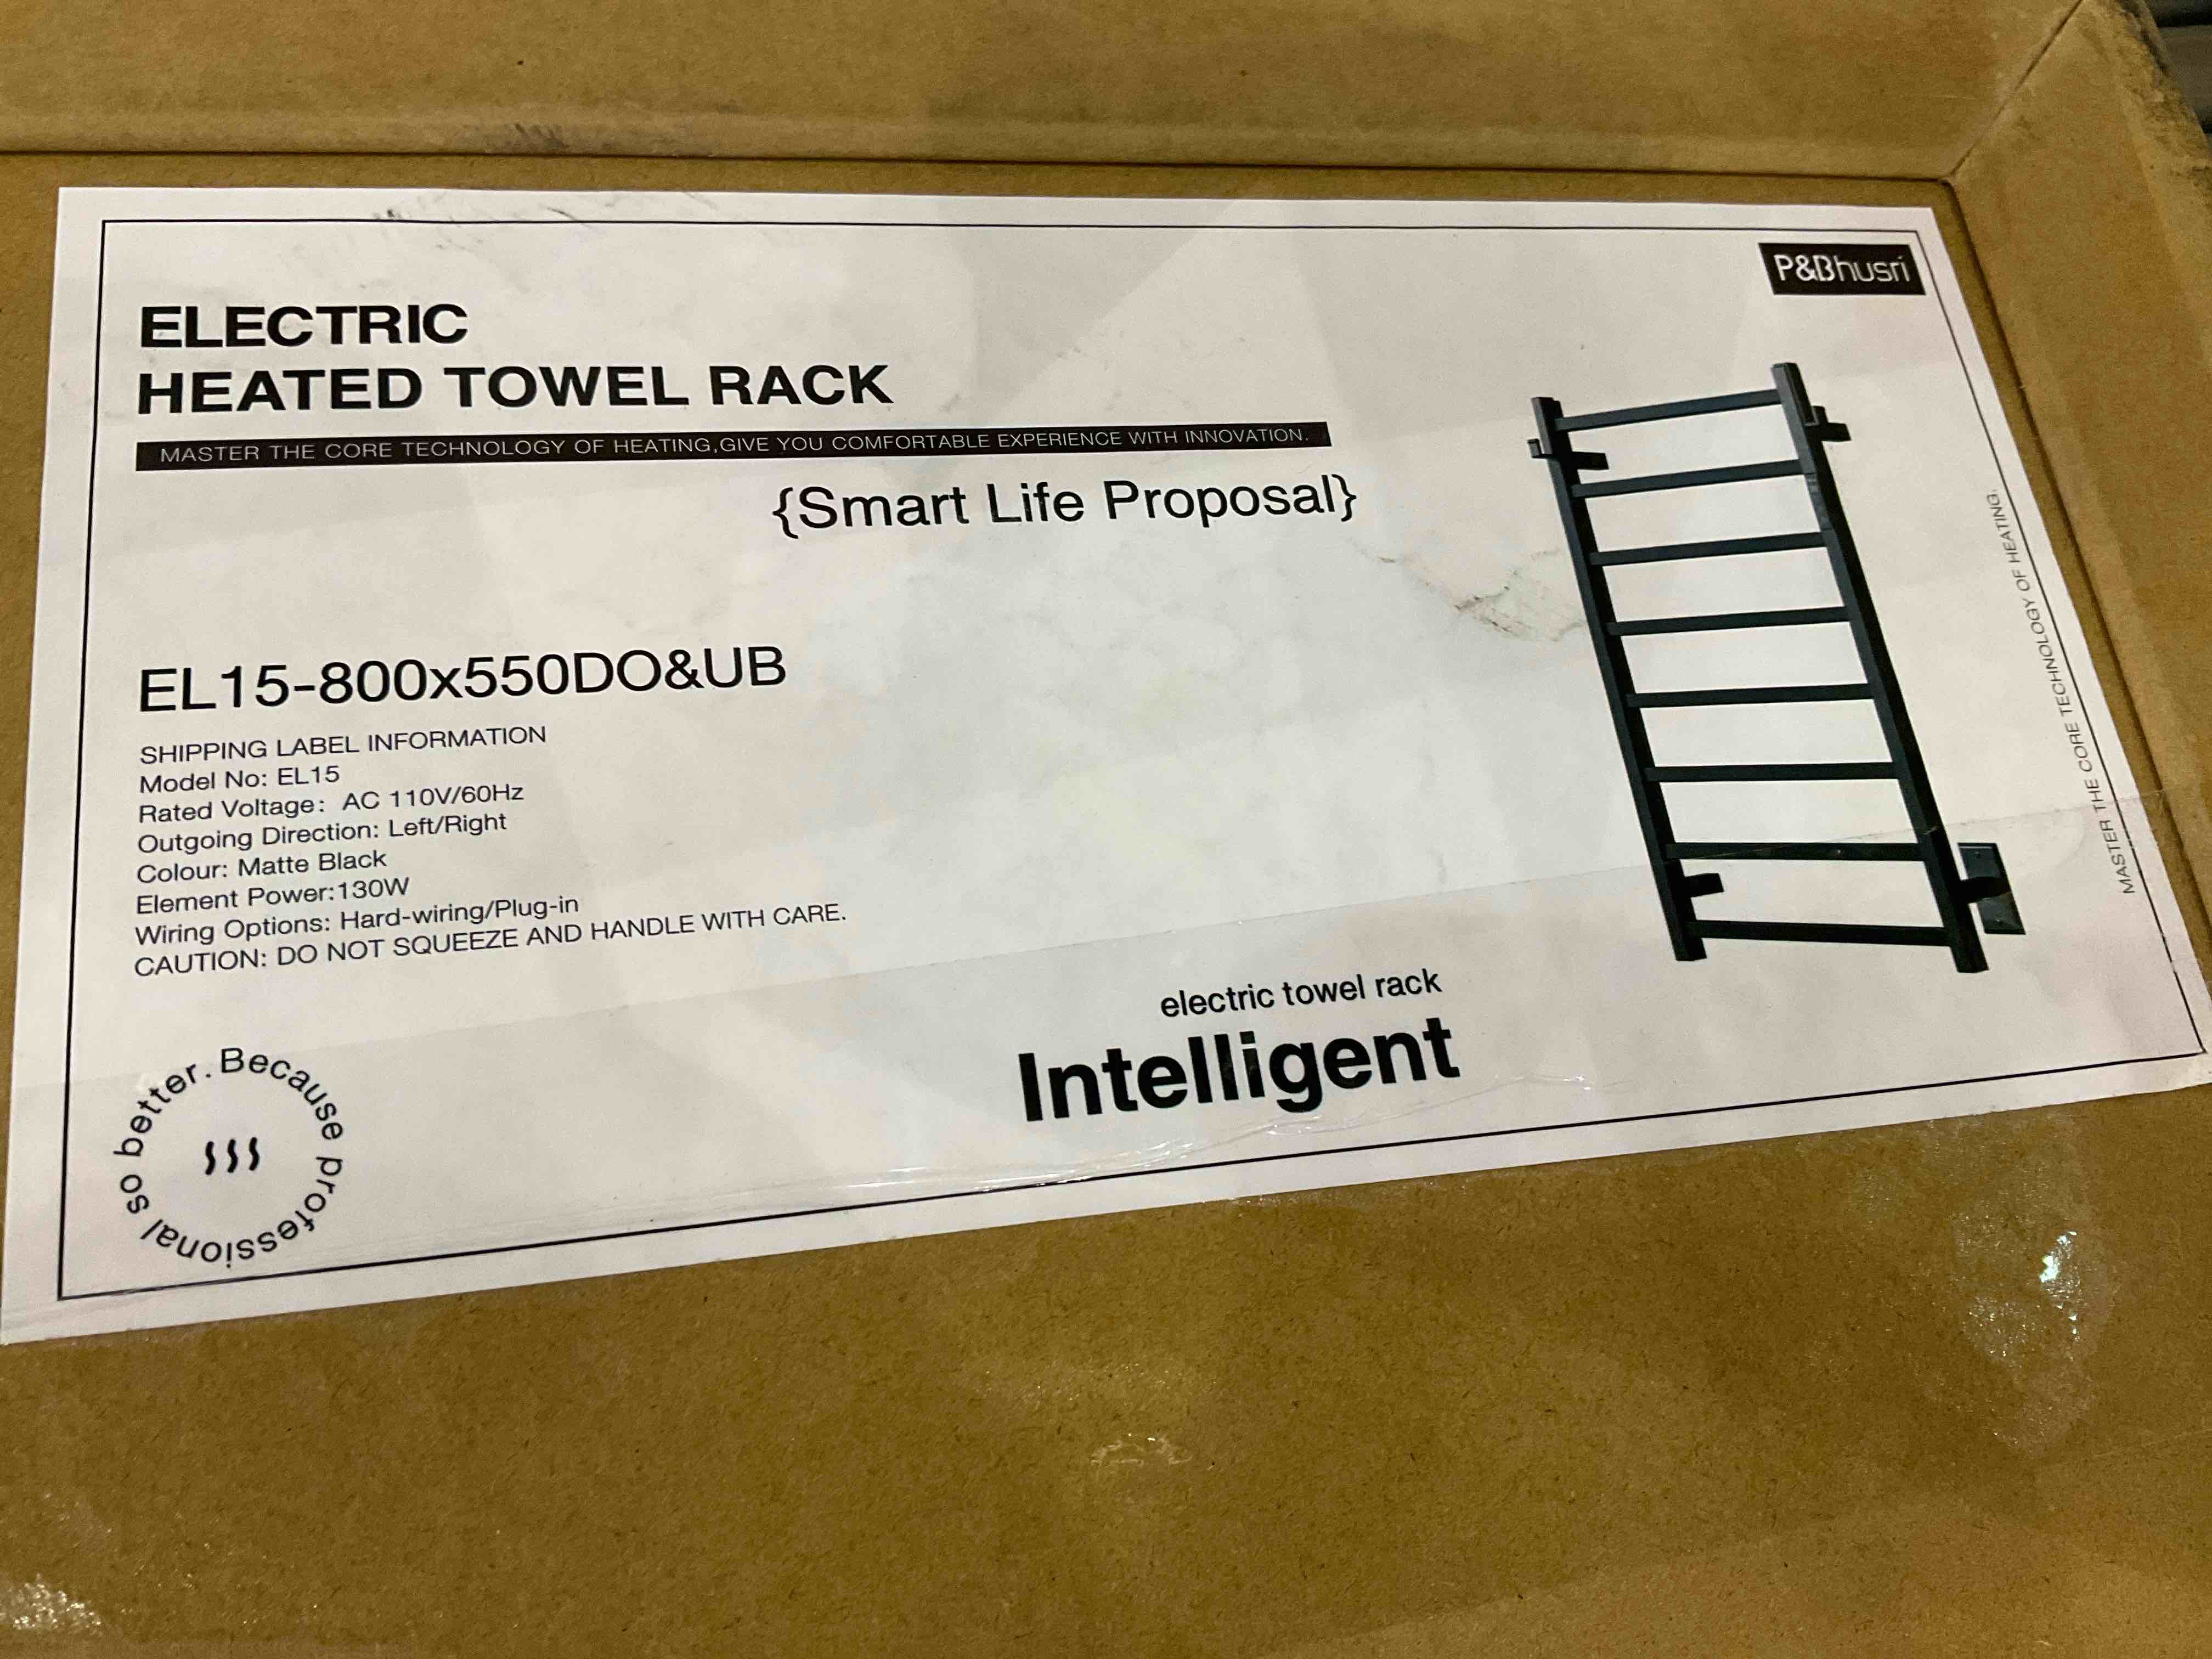 P&Bhusri
ELECTRIC
HEATED TOWEL RACK
MASTER THE CORE TECHNOLOGY OF HEATING,GIVE YOU COMFORTABLE EXPERIENCE WITH INNOVATION.
{Smart Life Proposal}
EL15-800x550DO&UB
SHIPPING LABEL INFORMATION
Model No: EL15
Rated Voltage: AC 110V/60Hz
Outgoing Direction: Left/Right
Colour: Matte Black
Element Power:130W
Wiring Options: Hard-wiring/Plug-in
CAUTION: DO NOT SQUEEZE AND HANDLE WITH CARE.
MASTER THE CORE TECHNOLOGY OF HEATING.
electric towel rack
Intelligent
Because professional so better.